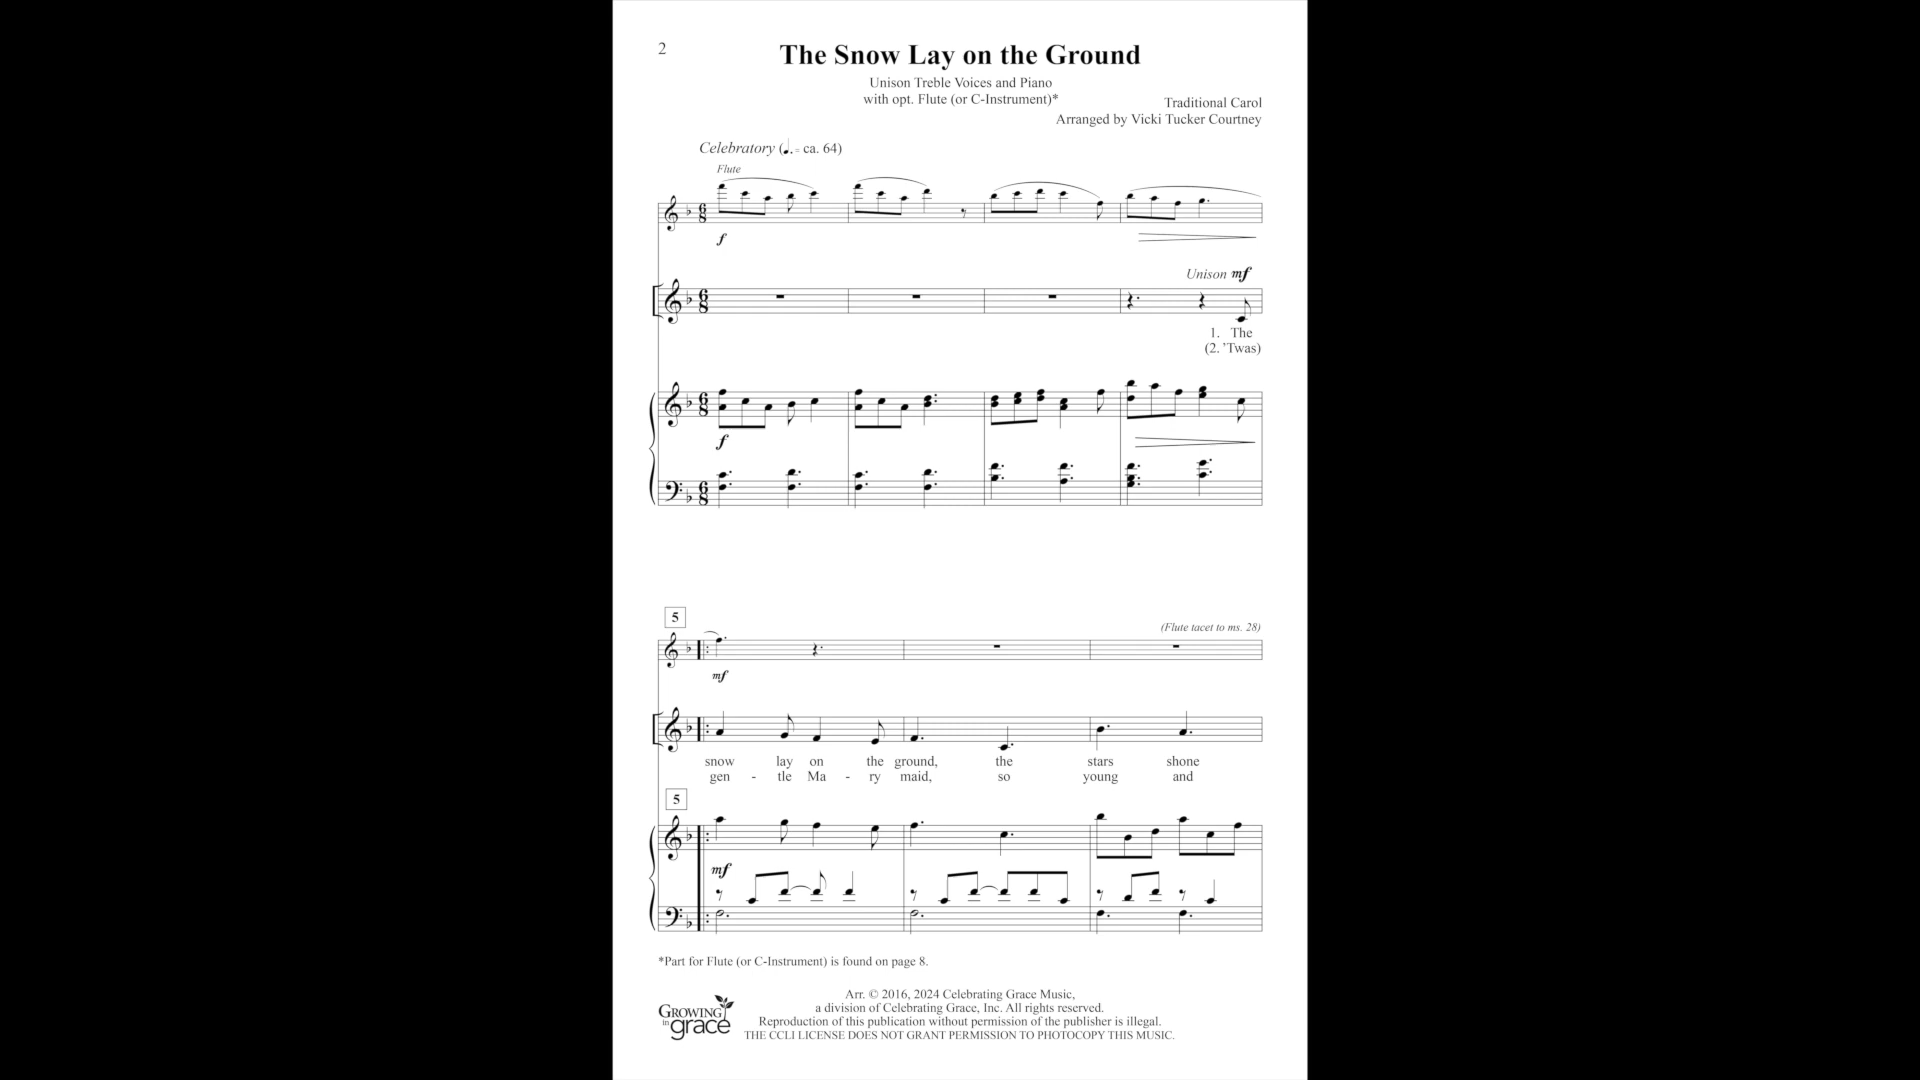 2
The Snow Lay on the Ground
Unison Treble Voices and Piano
with opt. Flute (or C-Instrument)*
Traditional Carol
Arranged by Vicki Tucker Courtney
Celebratory (♩. = ca. 64)
Flute
f
Unison mf
1. The
(2. ’Twas)
f
5
(Flute tacet to ms. 28)
mf
snow lay on the ground, the stars shone
gen - tle Ma - ry maid, so young and
5
mf
*Part for Flute (or C-Instrument) is found on page 8.
Arr. © 2016, 2024 Celebrating Grace Music,
a division of Celebrating Grace, Inc. All rights reserved.
Reproduction of this publication without permission of the publisher is illegal.
THE CCLI LICENSE DOES NOT GRANT PERMISSION TO PHOTOCOPY THIS MUSIC.
GROWING
in grace